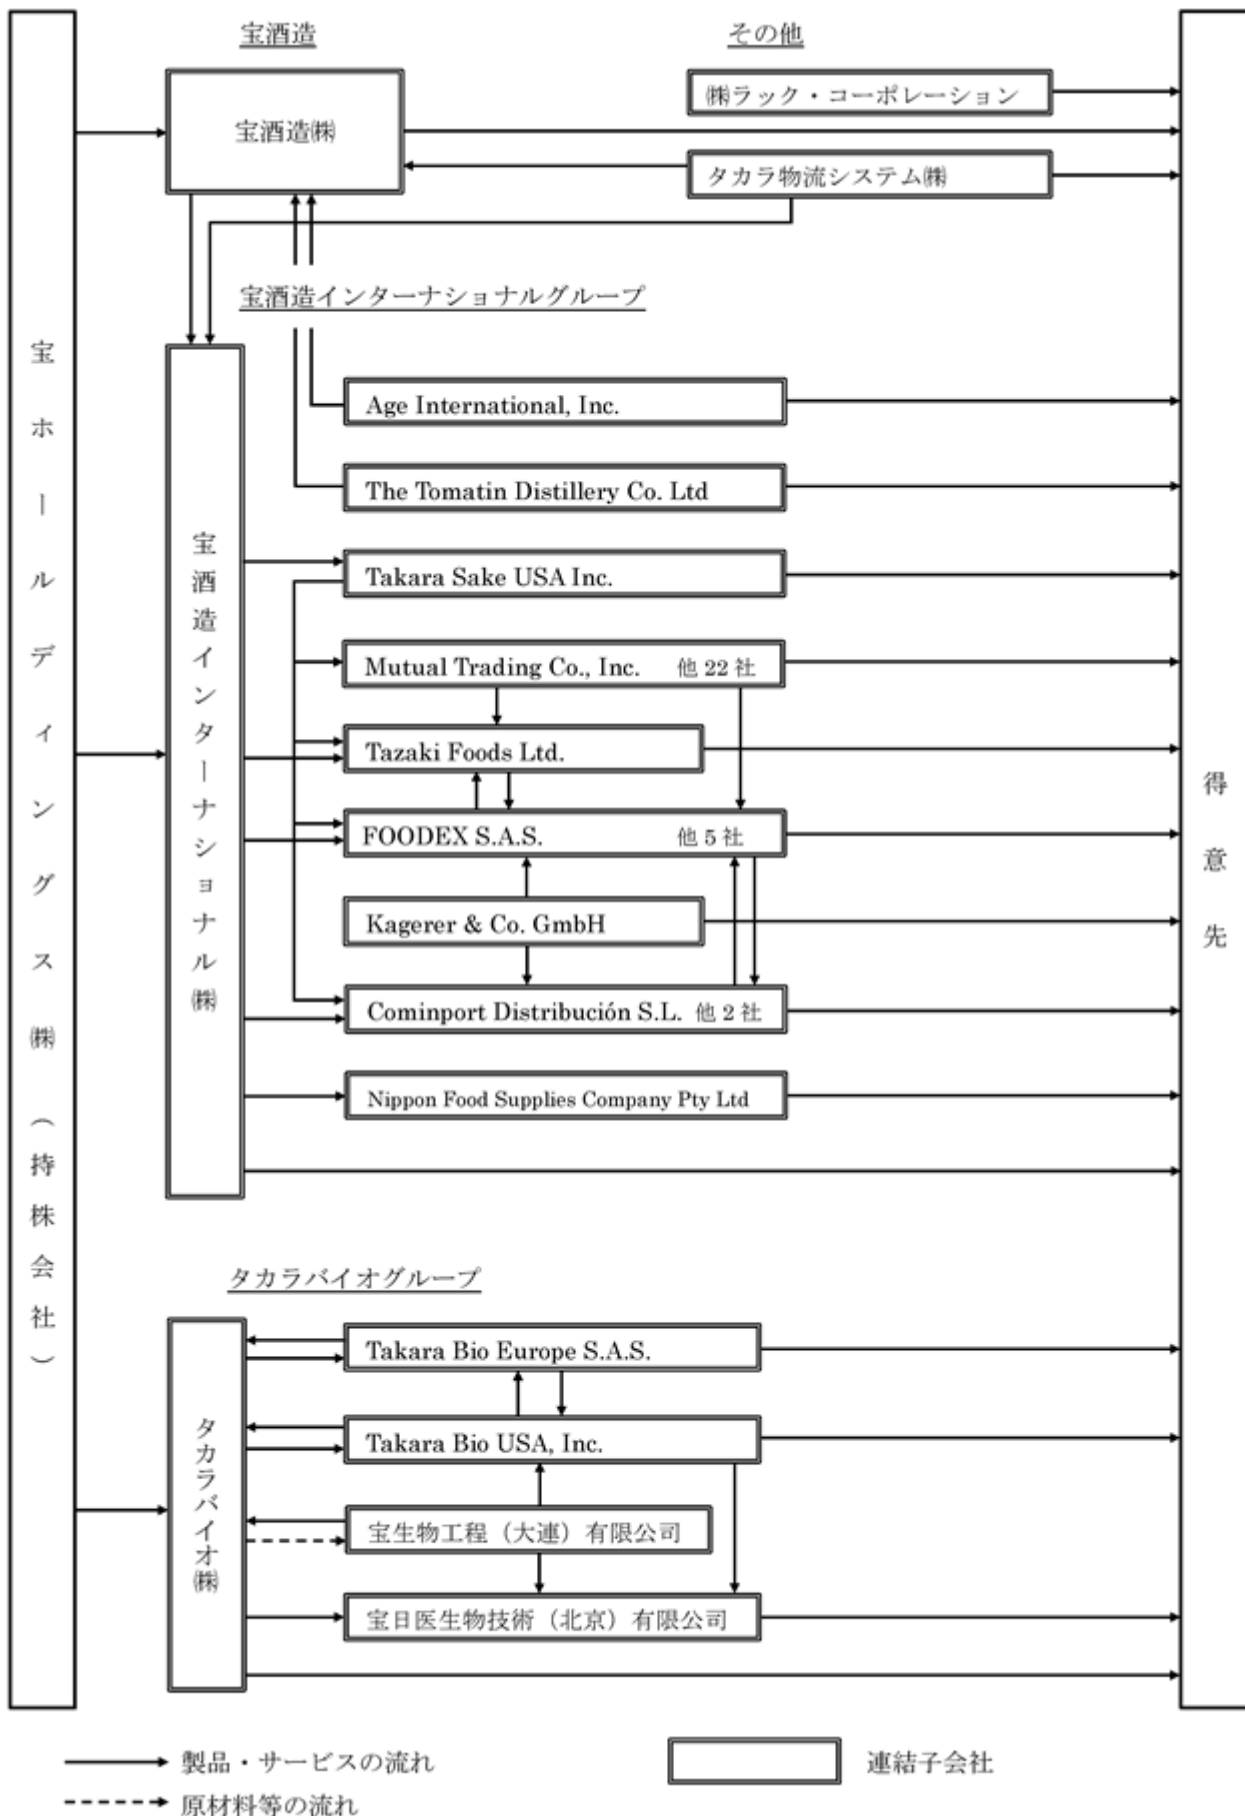 宝酒造
その他
㈱ラック・コーポレーション
宝酒造㈱
タカラ物流システム㈱
宝酒造インターナショナルグループ
宝ホールディングス㈱（持株会社）
宝酒造インターナショナル㈱
Age International, Inc.
The Tomatin Distillery Co. Ltd
Takara Sake USA Inc.
Mutual Trading Co., Inc. 他 22 社
Tazaki Foods Ltd.
FOODEX S.A.S. 他 5 社
Kagerer & Co. GmbH
Cominport Distribución S.L. 他 2 社
Nippon Food Supplies Company Pty Ltd
得意先
タカラバイオグループ
タカラバイオ㈱
Takara Bio Europe S.A.S.
Takara Bio USA, Inc.
宝生物工程（大連）有限公司
宝日医生物技術（北京）有限公司
製品・サービスの流れ
連結子会社
原材料等の流れ